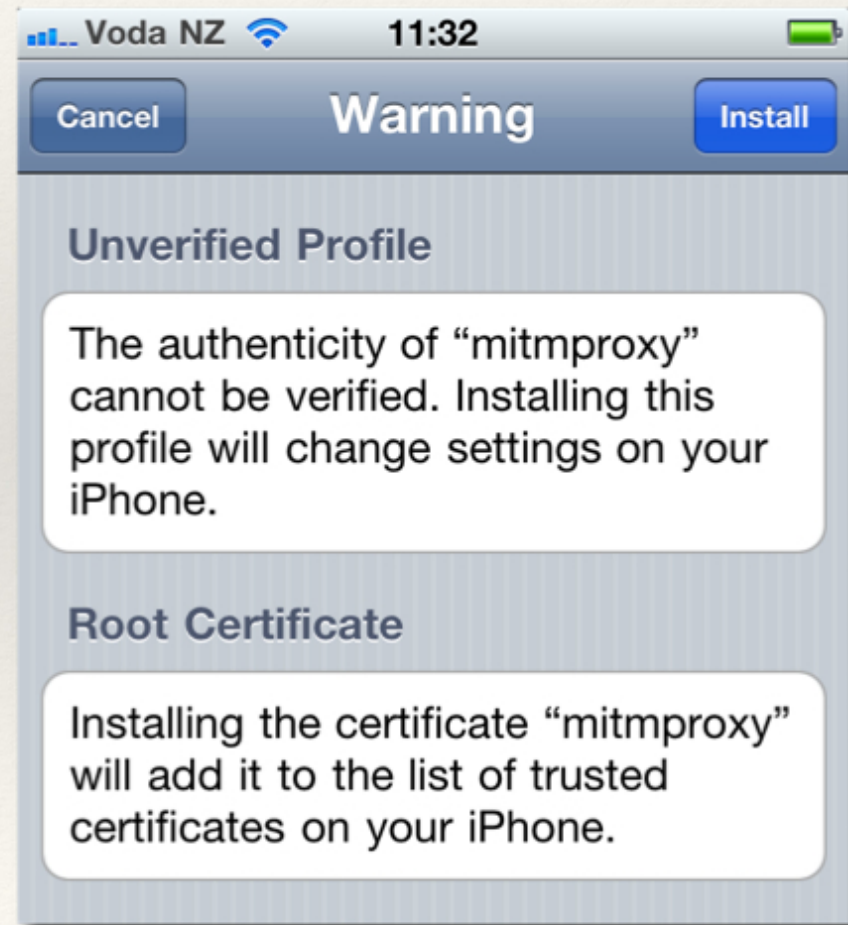 Voda NZ 11:32
Cancel Warning Install
Unverified Profile
The authenticity of “mitmproxy”
cannot be verified. Installing this
profile will change settings on your
iPhone.
Root Certificate
Installing the certificate “mitmproxy”
will add it to the list of trusted
certificates on your iPhone.